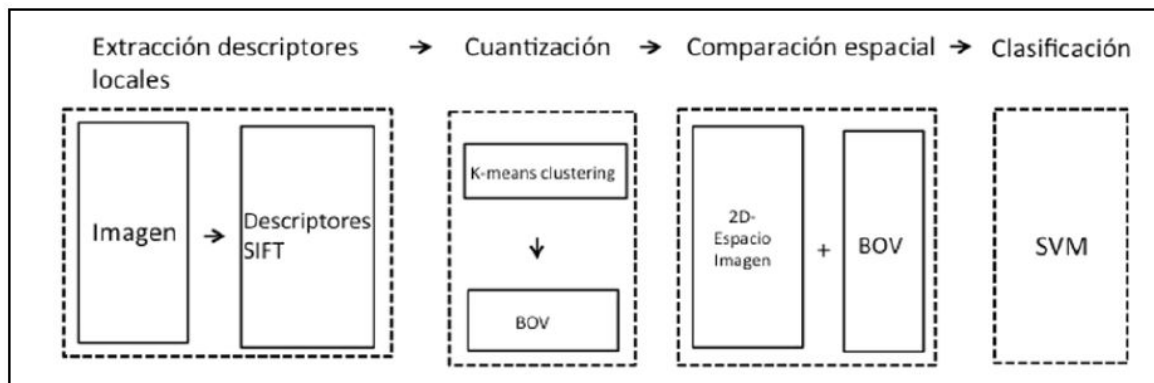 Extracción descriptores locales → Cuantización → Comparación espacial → Clasificación
Imagen → Descriptores SIFT
K-means clustering
↓
BOV
2D-
Espacio
Imagen
+
BOV
SVM